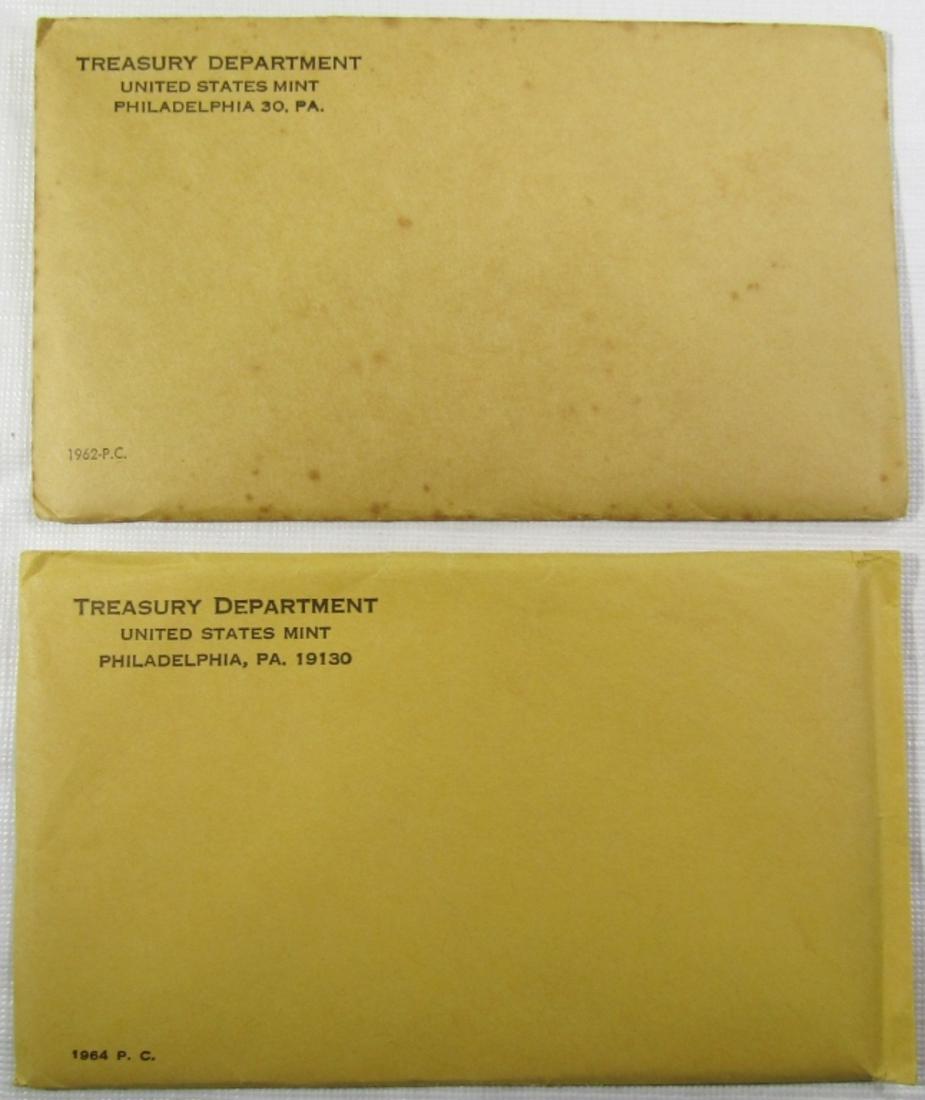 TREASURY DEPARTMENT
UNITED STATES MINT
PHILADELPHIA 30, PA.
1962-P.C.
TREASURY DEPARTMENT
UNITED STATES MINT
PHILADELPHIA, PA. 19130
1964 P. C.